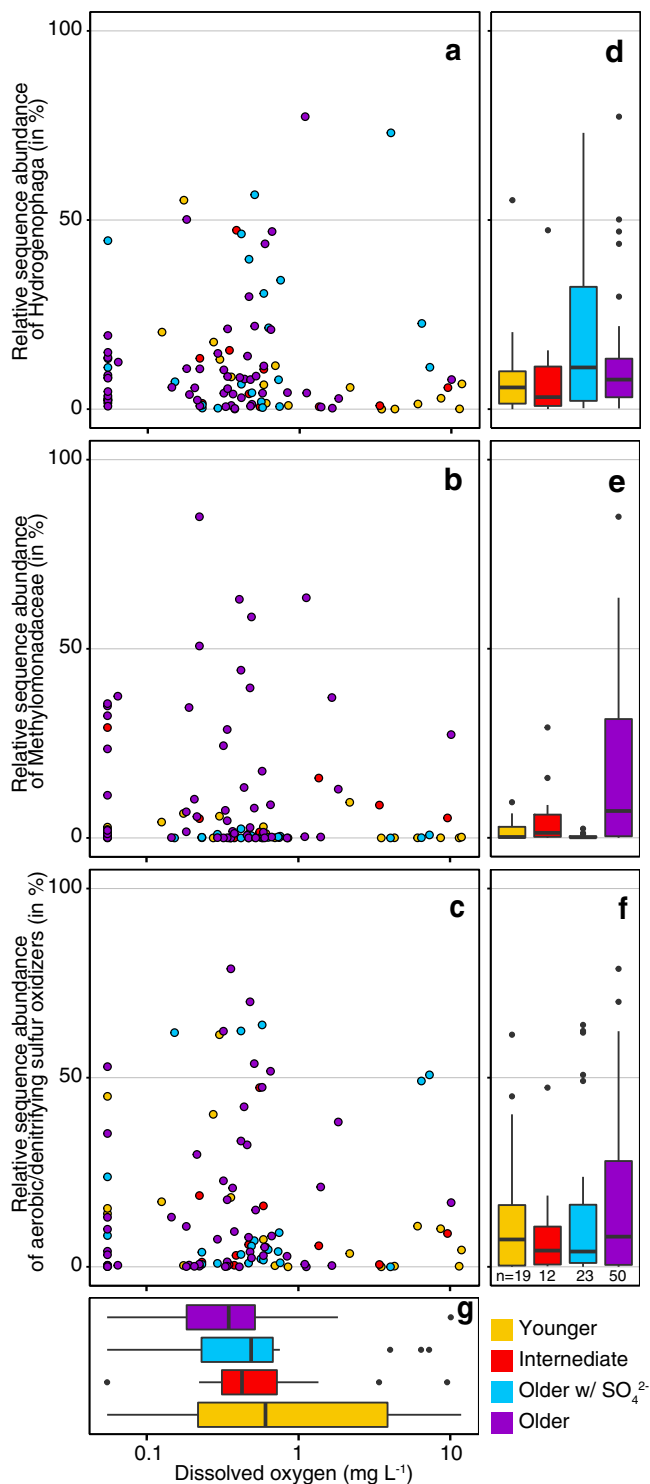 Relative sequence abundance
of Hydrogenophaga (in %)
100
50
0
a
d
Relative sequence abundance
of Methylomonadaceae (in %)
100
50
0
b
e
Relative sequence abundance
of aerobic/denitrifying sulfur oxidizers (in %)
100
50
0
c
f
n=19 12 23 50
g
0.1 1 10
Dissolved oxygen (mg L⁻¹)
Younger
Internediate
Older w/ SO₄²⁻
Older